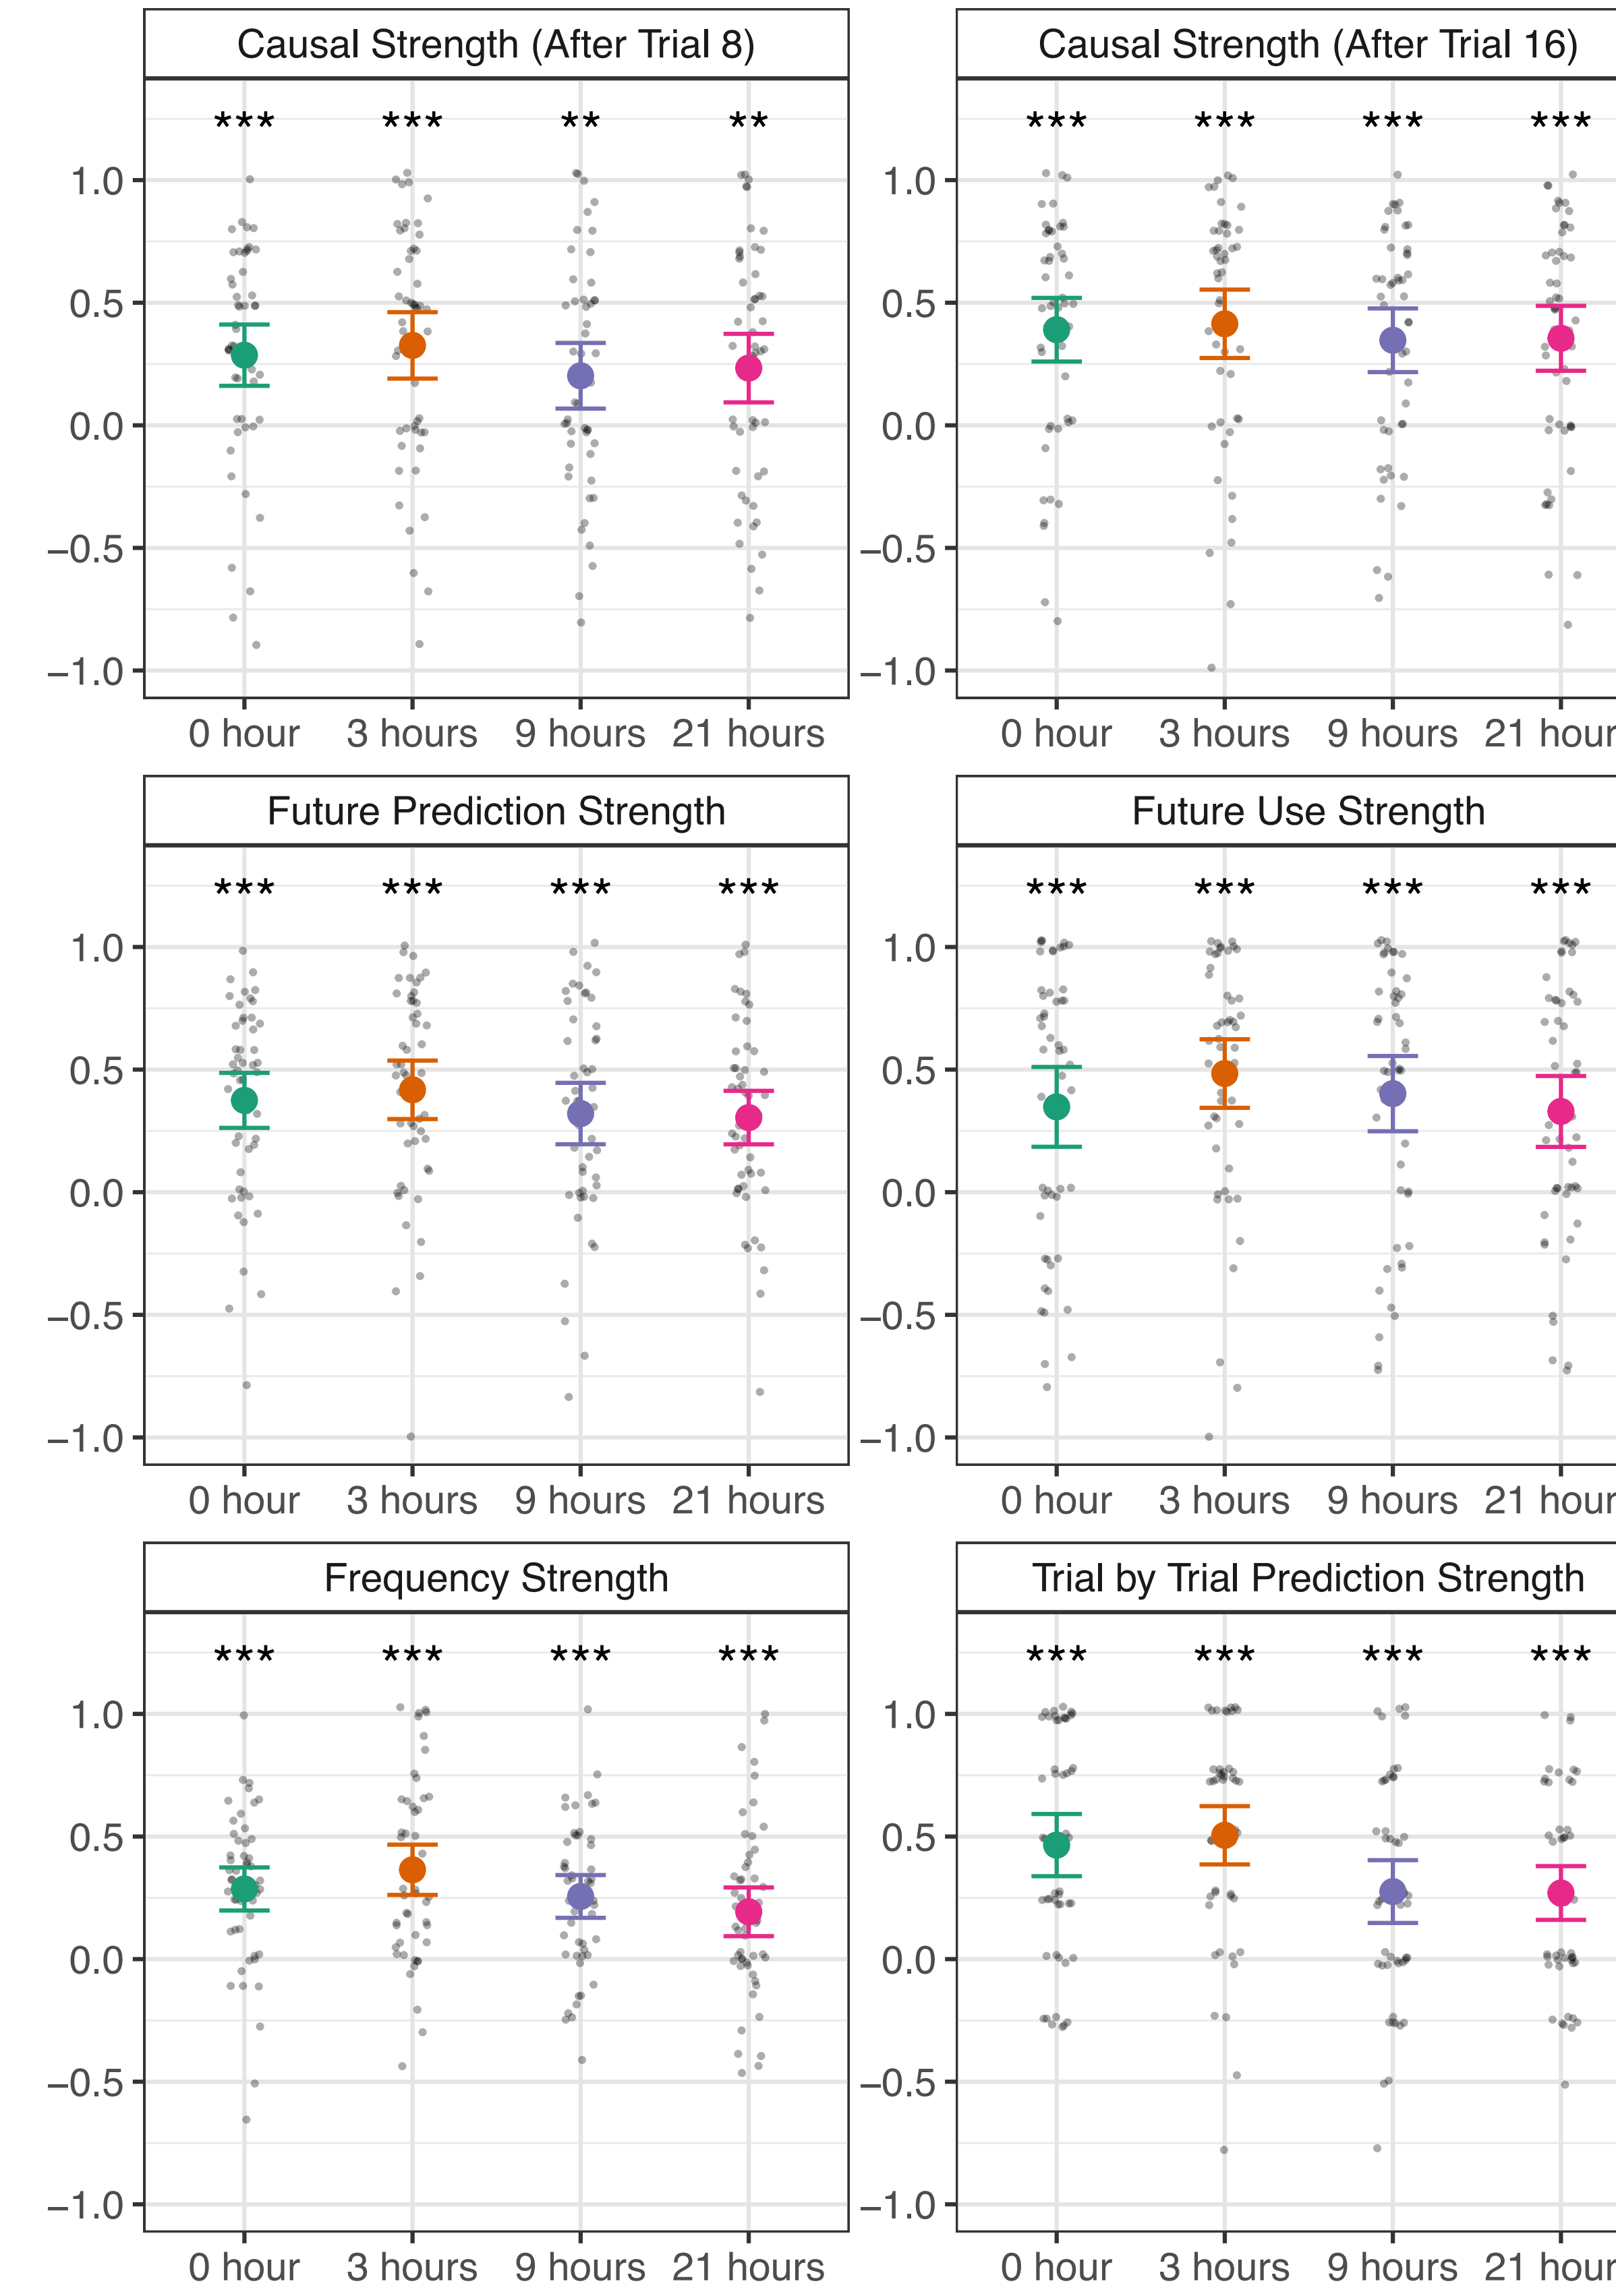 Causal Strength (After Trial 8)
*** *** ** **
1.0
0.5
0.0
−0.5
−1.0
0 hour 3 hours 9 hours 21 hours
Causal Strength (After Trial 16)
*** *** *** ***
1.0
0.5
0.0
−0.5
−1.0
0 hour 3 hours 9 hours 21 hour
Future Prediction Strength
*** *** *** ***
1.0
0.5
0.0
−0.5
−1.0
0 hour 3 hours 9 hours 21 hours
Future Use Strength
*** *** *** ***
1.0
0.5
0.0
−0.5
−1.0
0 hour 3 hours 9 hours 21 hour
Frequency Strength
*** *** *** ***
1.0
0.5
0.0
−0.5
−1.0
0 hour 3 hours 9 hours 21 hours
Trial by Trial Prediction Strength
*** *** *** ***
1.0
0.5
0.0
−0.5
−1.0
0 hour 3 hours 9 hours 21 hour